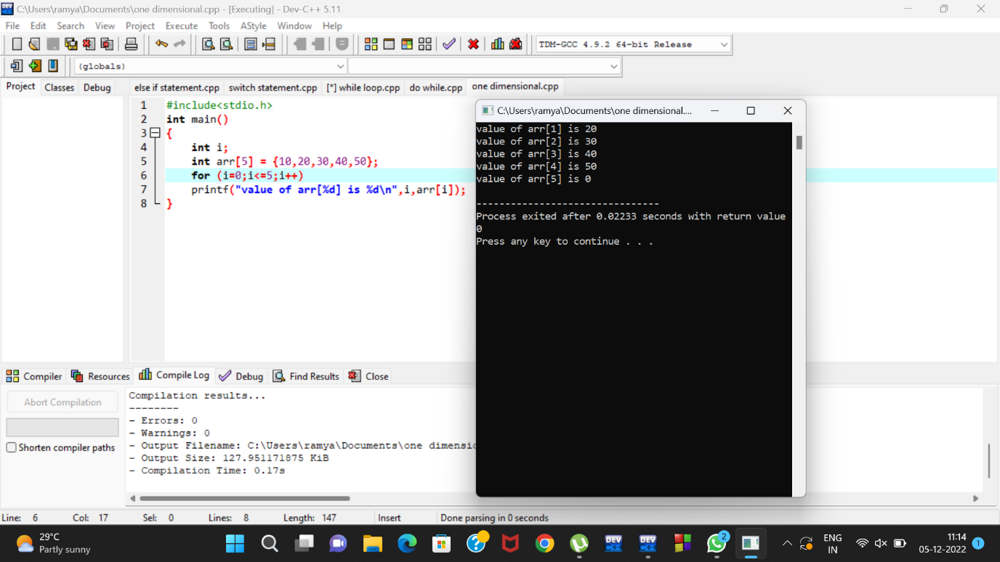 C:\Users\ramya\Documents\one dimensional.cpp - [Executing] - Dev-C++ 5.11
File Edit Search View Project Execute Tools AStyle Window Help
TDM-GCC 4.9.2 64-bit Release
(globals)
Project Classes Debug
else if statement.cpp switch statement.cpp [*] while loop.cpp do while.cpp one dimensional.cpp
1 #include<stdio.h>
2 int main()
3 {
4 int i;
5 int arr[5] = {10,20,30,40,50};
6 for (i=0;i<=5;i++)
7 printf("value of arr[%d] is %d\n",i,arr[i]);
8 }
C:\Users\ramya\Documents\one dimensional....
value of arr[1] is 20
value of arr[2] is 30
value of arr[3] is 40
value of arr[4] is 50
value of arr[5] is 0
--------------------------------
Process exited after 0.02233 seconds with return value
0
Press any key to continue . . .
Compiler Resources Compile Log Debug Find Results Close
Abort Compilation
Shorten compiler paths
Compilation results...
--------
- Errors: 0
- Warnings: 0
- Output Filename: C:\Users\ramya\Documents\one dimensio
- Output Size: 127.951171875 KiB
- Compilation Time: 0.17s
Line: 6 Col: 17 Sel: 0 Lines: 8 Length: 147 Insert Done parsing in 0 seconds
29°C
Partly sunny
DEV
DEV
2
ENG
IN
11:14
05-12-2022
1